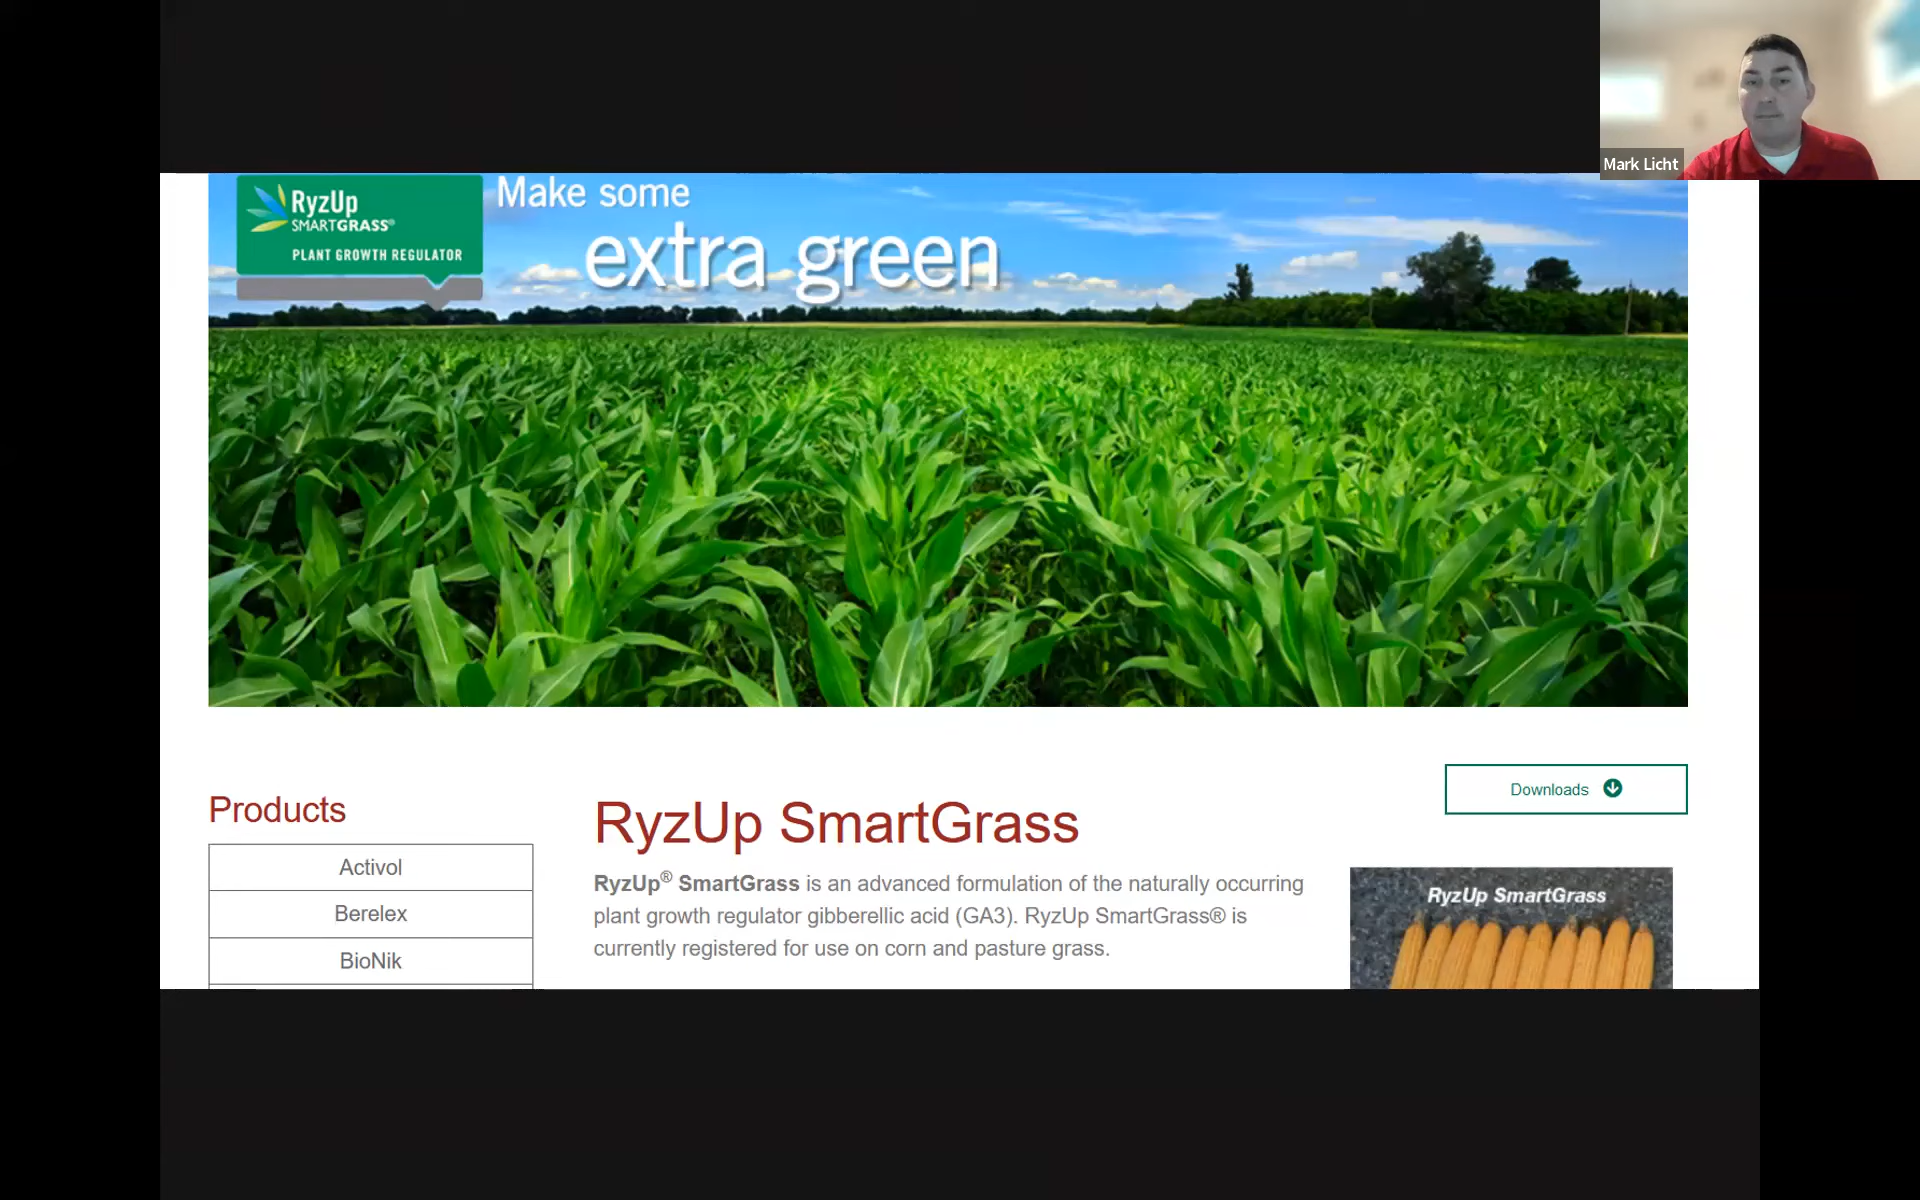 Mark Licht
RyzUp
SMARTGRASS®
PLANT GROWTH REGULATOR
Make some
extra green
Downloads
Products
Activol
Berelex
BioNik
RyzUp SmartGrass
RyzUp® SmartGrass is an advanced formulation of the naturally occurring
plant growth regulator gibberellic acid (GA3). RyzUp SmartGrass® is
currently registered for use on corn and pasture grass.
RyzUp SmartGrass